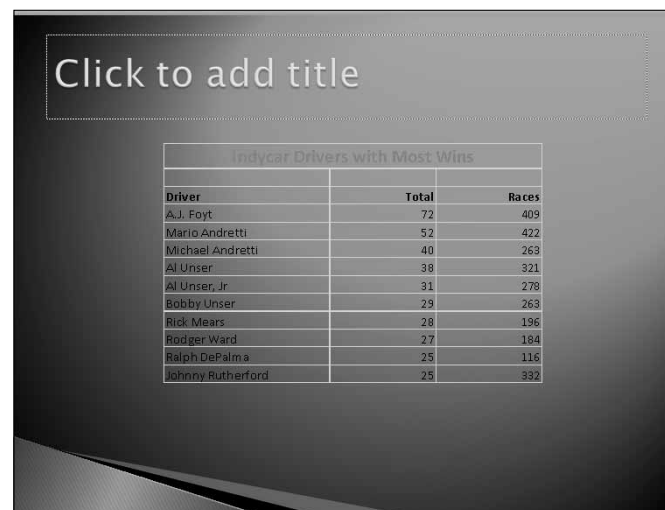 Click to add title
Indycar Drivers with Most Wins
Driver Total Races
A.J. Foyt 72 409
Mario Andretti 52 422
Michael Andretti 40 263
Al Unser 38 321
Al Unser, Jr 31 278
Bobby Unser 29 263
Rick Mears 28 196
Rodger Ward 27 184
Ralph DePalma 25 116
Johnny Rutherford 25 332